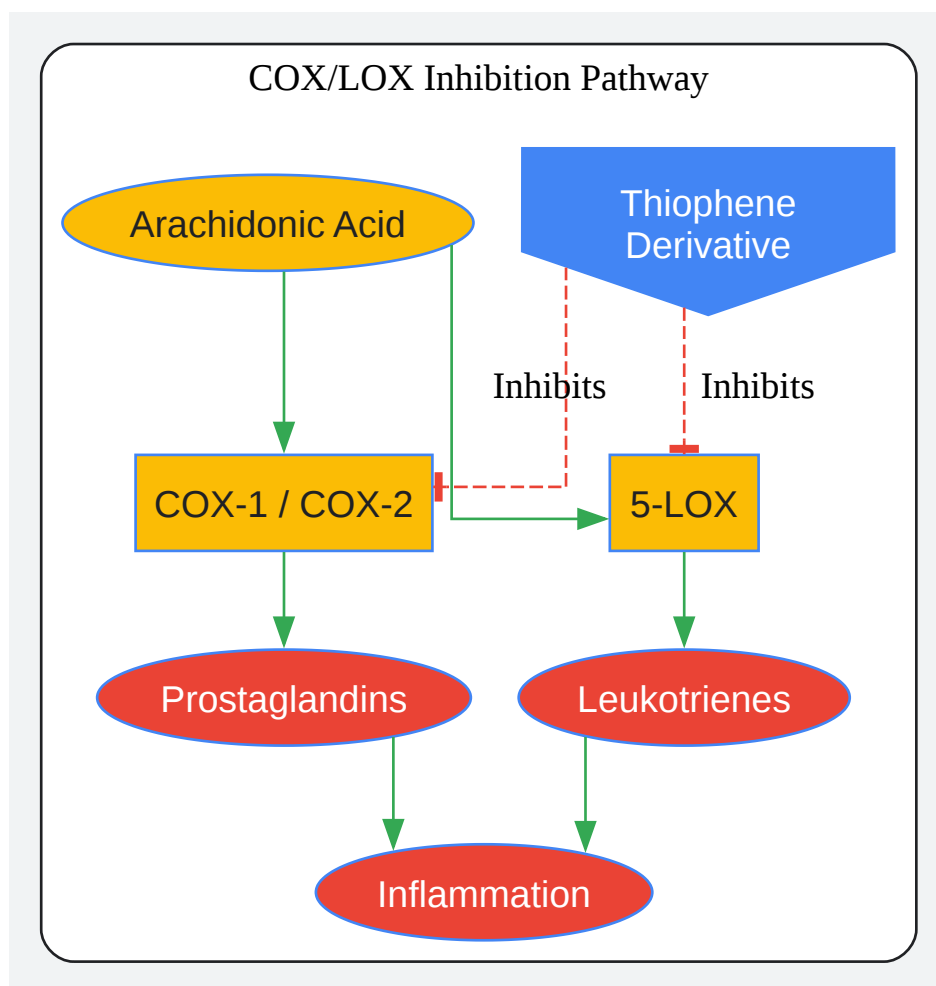 COX/LOX Inhibition Pathway
Arachidonic Acid
Thiophene
Derivative
Inhibits
Inhibits
COX-1 / COX-2
5-LOX
Prostaglandins
Leukotrienes
Inflammation